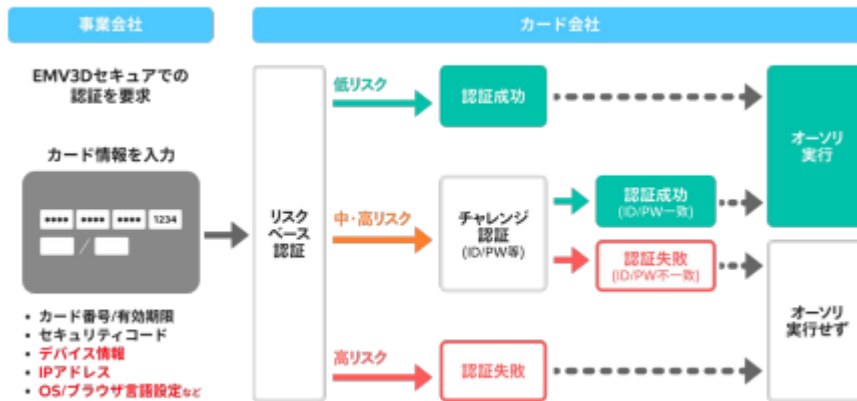 事業会社
カード会社
EMV3Dセキュアでの
認証を要求
カード情報を入力
1234
/
・カード番号/有効期限
・セキュリティコード
・デバイス情報
・IPアドレス
・OS/ブラウザ言語設定など
リスク
ベース
認証
低リスク
認証成功
オーソリ
実行
中・高リスク
チャレンジ
認証
(ID/PW等)
認証成功
(ID/PW一致)
認証失敗
(ID/PW不一致)
オーソリ
実行せず
高リスク
認証失敗